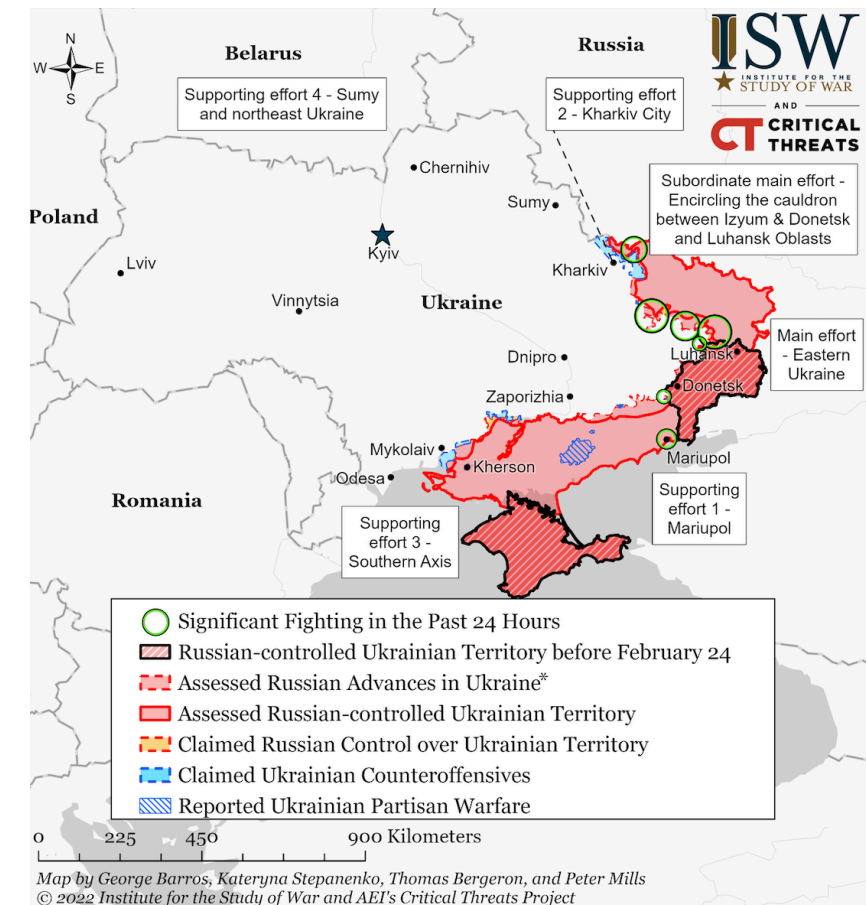 N
W E
S
Belarus
Russia
ISW
INSTITUTE FOR THE
STUDY OF WAR
AND
CT CRITICAL
THREATS
Supporting effort 4 - Sumy
and northeast Ukraine
Supporting effort
2 - Kharkiv City
Chernihiv
Subordinate main effort -
Encircling the cauldron
between Izyum & Donetsk
and Luhansk Oblasts
Sumy
Poland
Kyiv
Lviv
Kharkiv
Vinnytsia
Ukraine
Main effort
- Eastern
Ukraine
Luhansk
Dnipro
Donetsk
Zaporizhia
Mykolaiv
Mariupol
Kherson
Odesa
Romania
Supporting
effort 1 -
Mariupol
Supporting
effort 3 -
Southern Axis
Significant Fighting in the Past 24 Hours
Russian-controlled Ukrainian Territory before February 24
Assessed Russian Advances in Ukraine*
Assessed Russian-controlled Ukrainian Territory
Claimed Russian Control over Ukrainian Territory
Claimed Ukrainian Counteroffensives
Reported Ukrainian Partisan Warfare
0 225 450 900 Kilometers
Map by George Barros, Kateryna Stepanenko, Thomas Bergeron, and Peter Mills
© 2022 Institute for the Study of War and AEI's Critical Threats Project